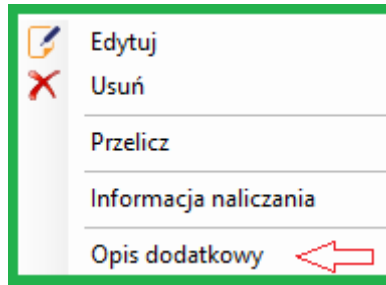 Edytuj
Usuń
Przelicz
Informacja naliczania
Opis dodatkowy